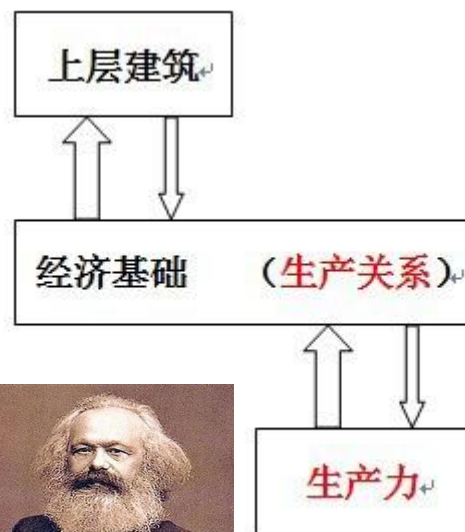 上层建筑
经济基础 （生产关系）
生产力